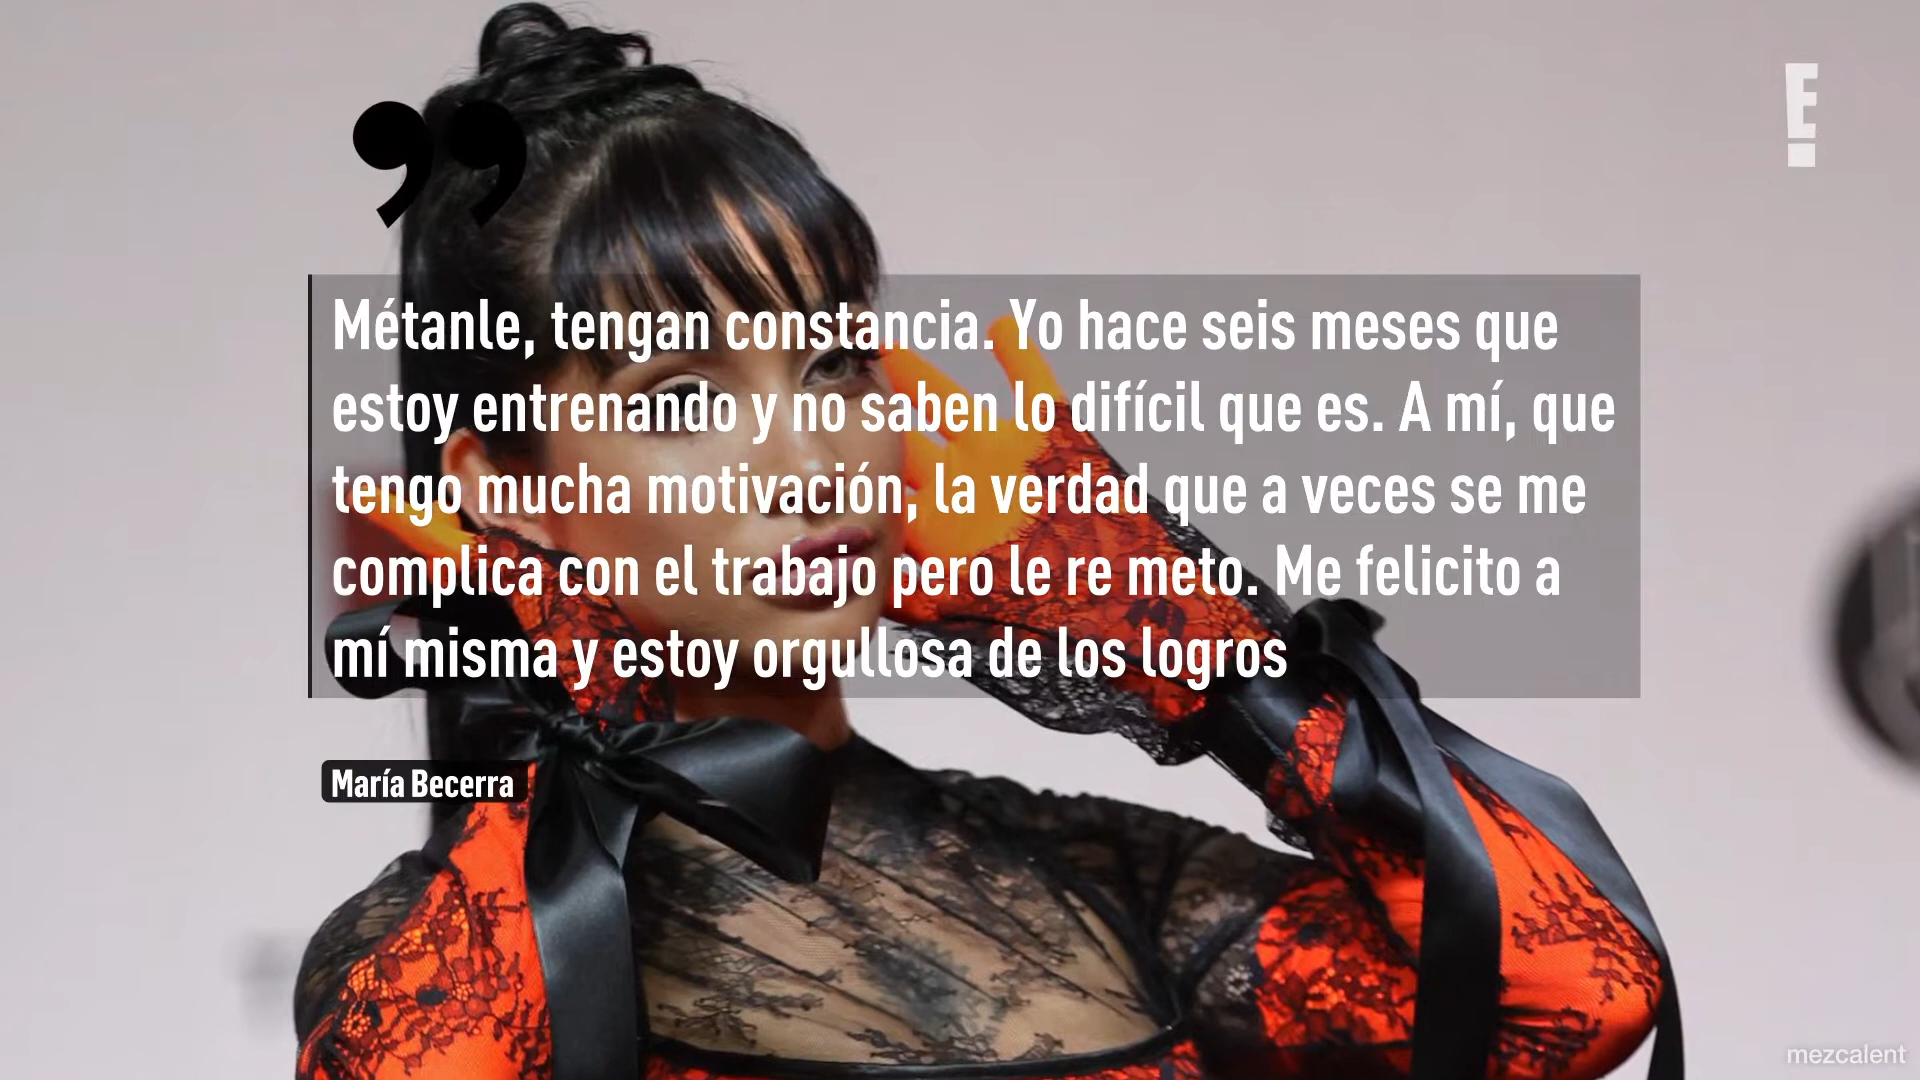 ”
E!
Métanle, tengan constancia. Yo hace seis meses que
estoy entrenando y no saben lo difícil que es. A mí, que
tengo mucha motivación, la verdad que a veces se me
complica con el trabajo pero le re meto. Me felicito a
mí misma y estoy orgullosa de los logros
María Becerra
mezcalent